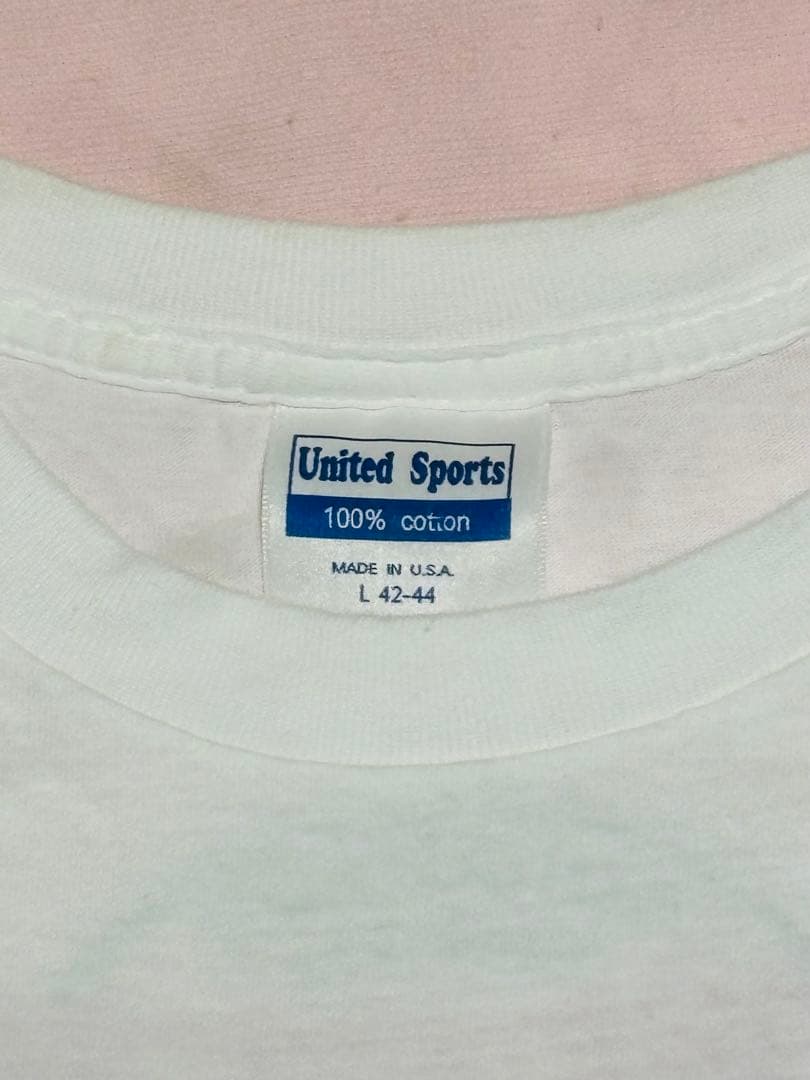 United Sports
100% cotton
MADE IN U.S.A.
L 42-44